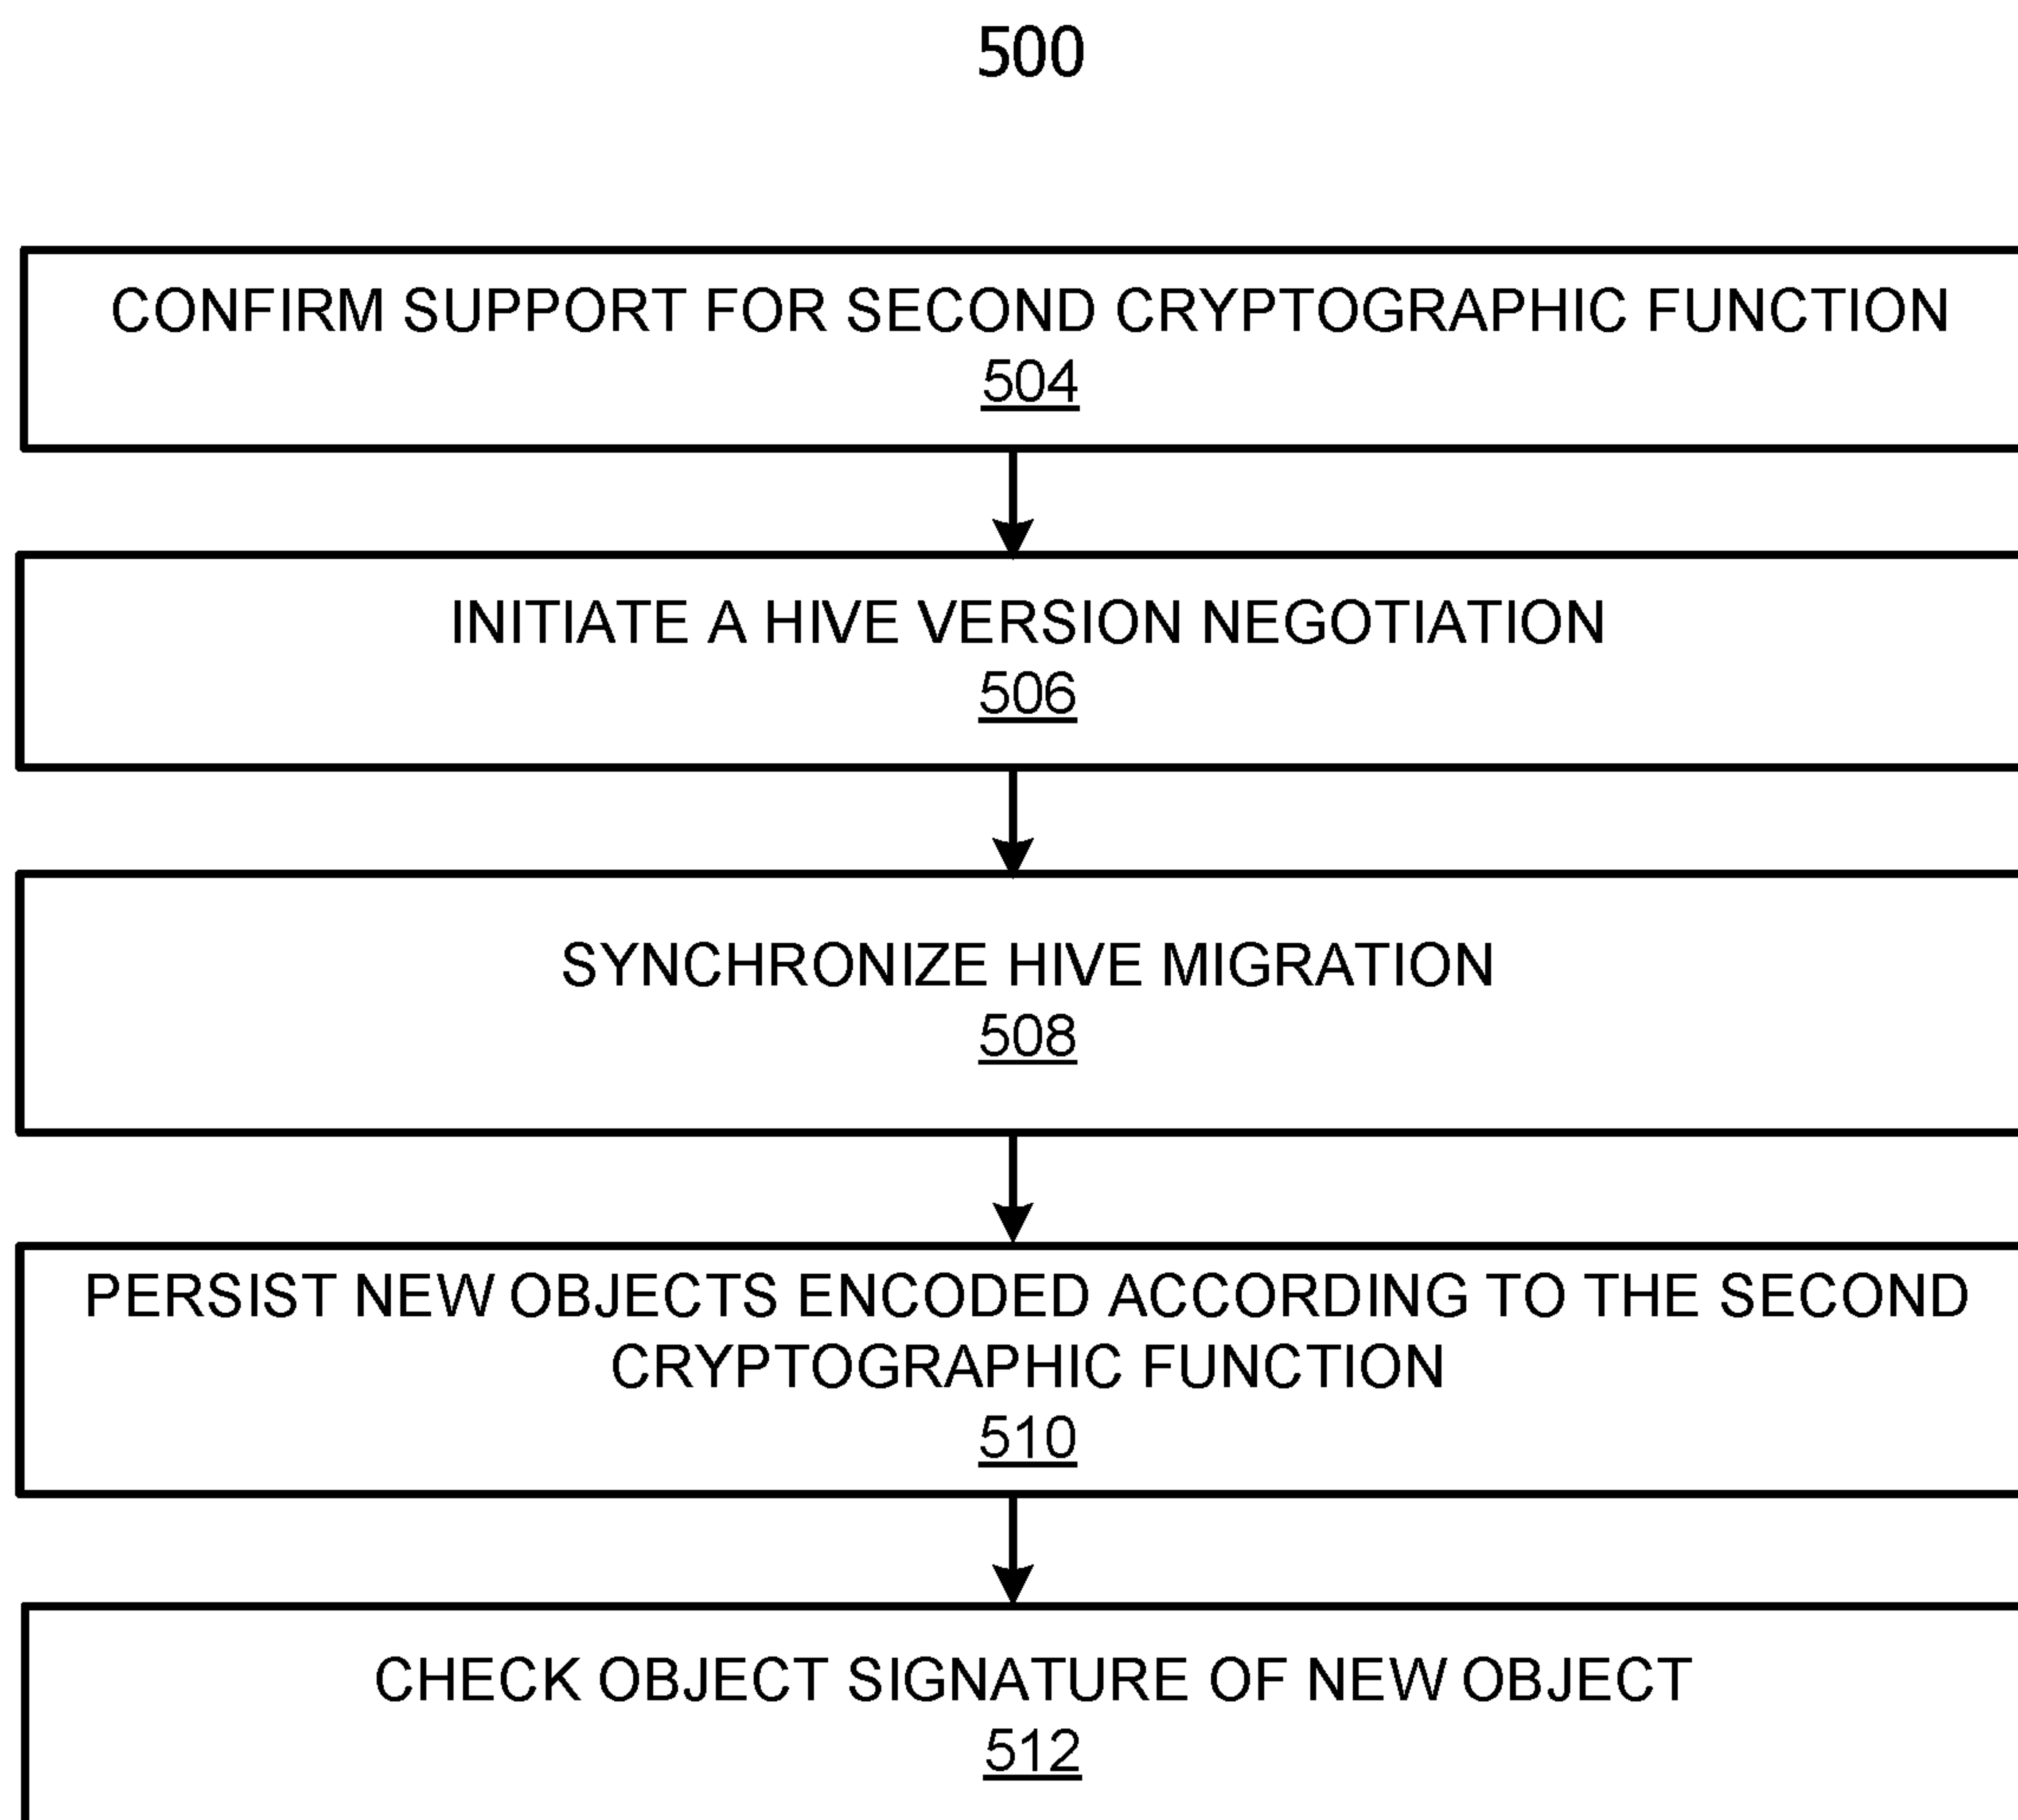 500
CONFIRM SUPPORT FOR SECOND CRYPTOGRAPHIC FUNCTION
504
INITIATE A HIVE VERSION NEGOTIATION
506
SYNCHRONIZE HIVE MIGRATION
508
PERSIST NEW OBJECTS ENCODED ACCORDING TO THE SECOND
CRYPTOGRAPHIC FUNCTION
510
CHECK OBJECT SIGNATURE OF NEW OBJECT
512